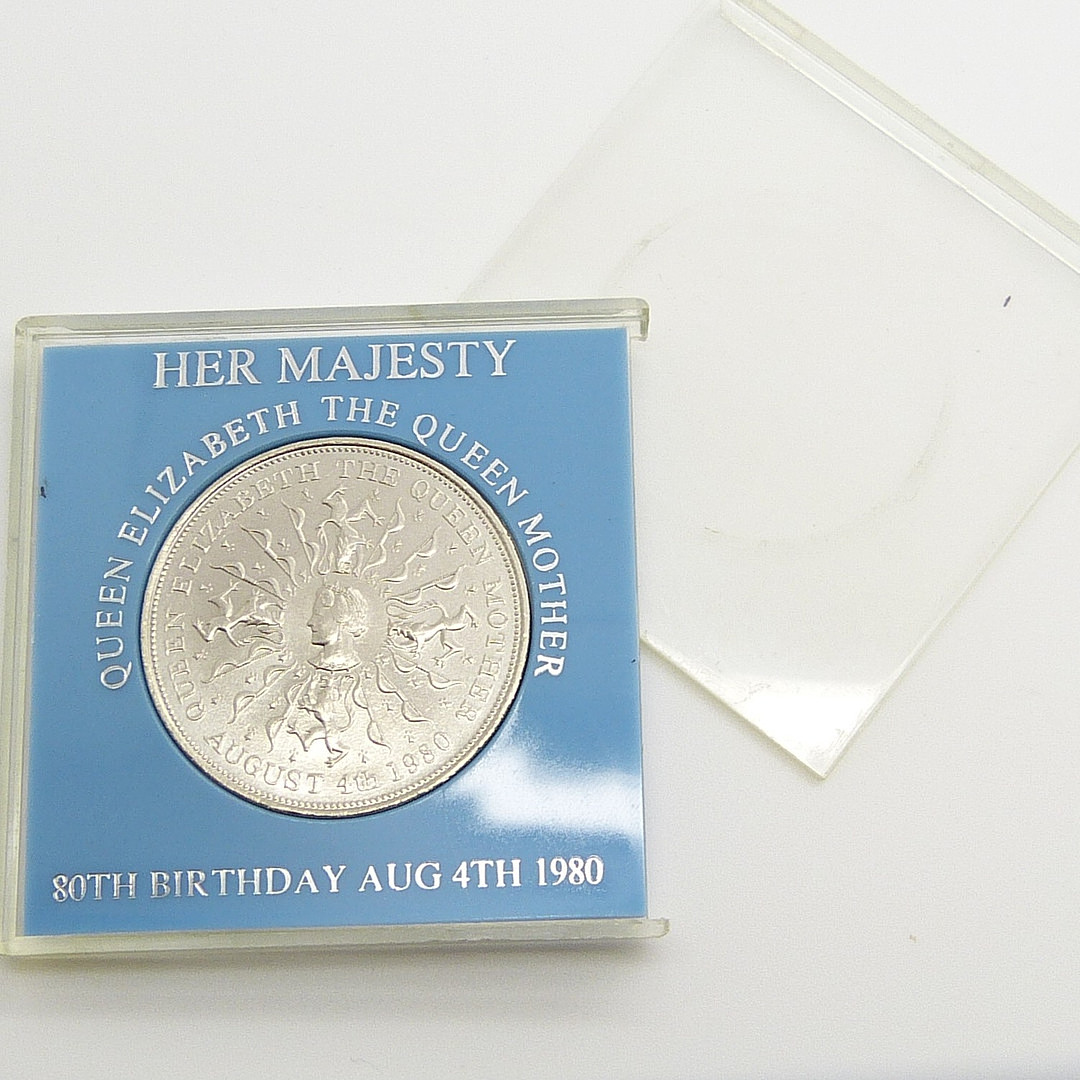 HER MAJESTY
QUEEN ELIZABETH THE QUEEN MOTHER
QUEEN ELIZABETH THE QUEEN MOTHER
AUGUST 4th 1980
80TH BIRTHDAY AUG 4TH 1980